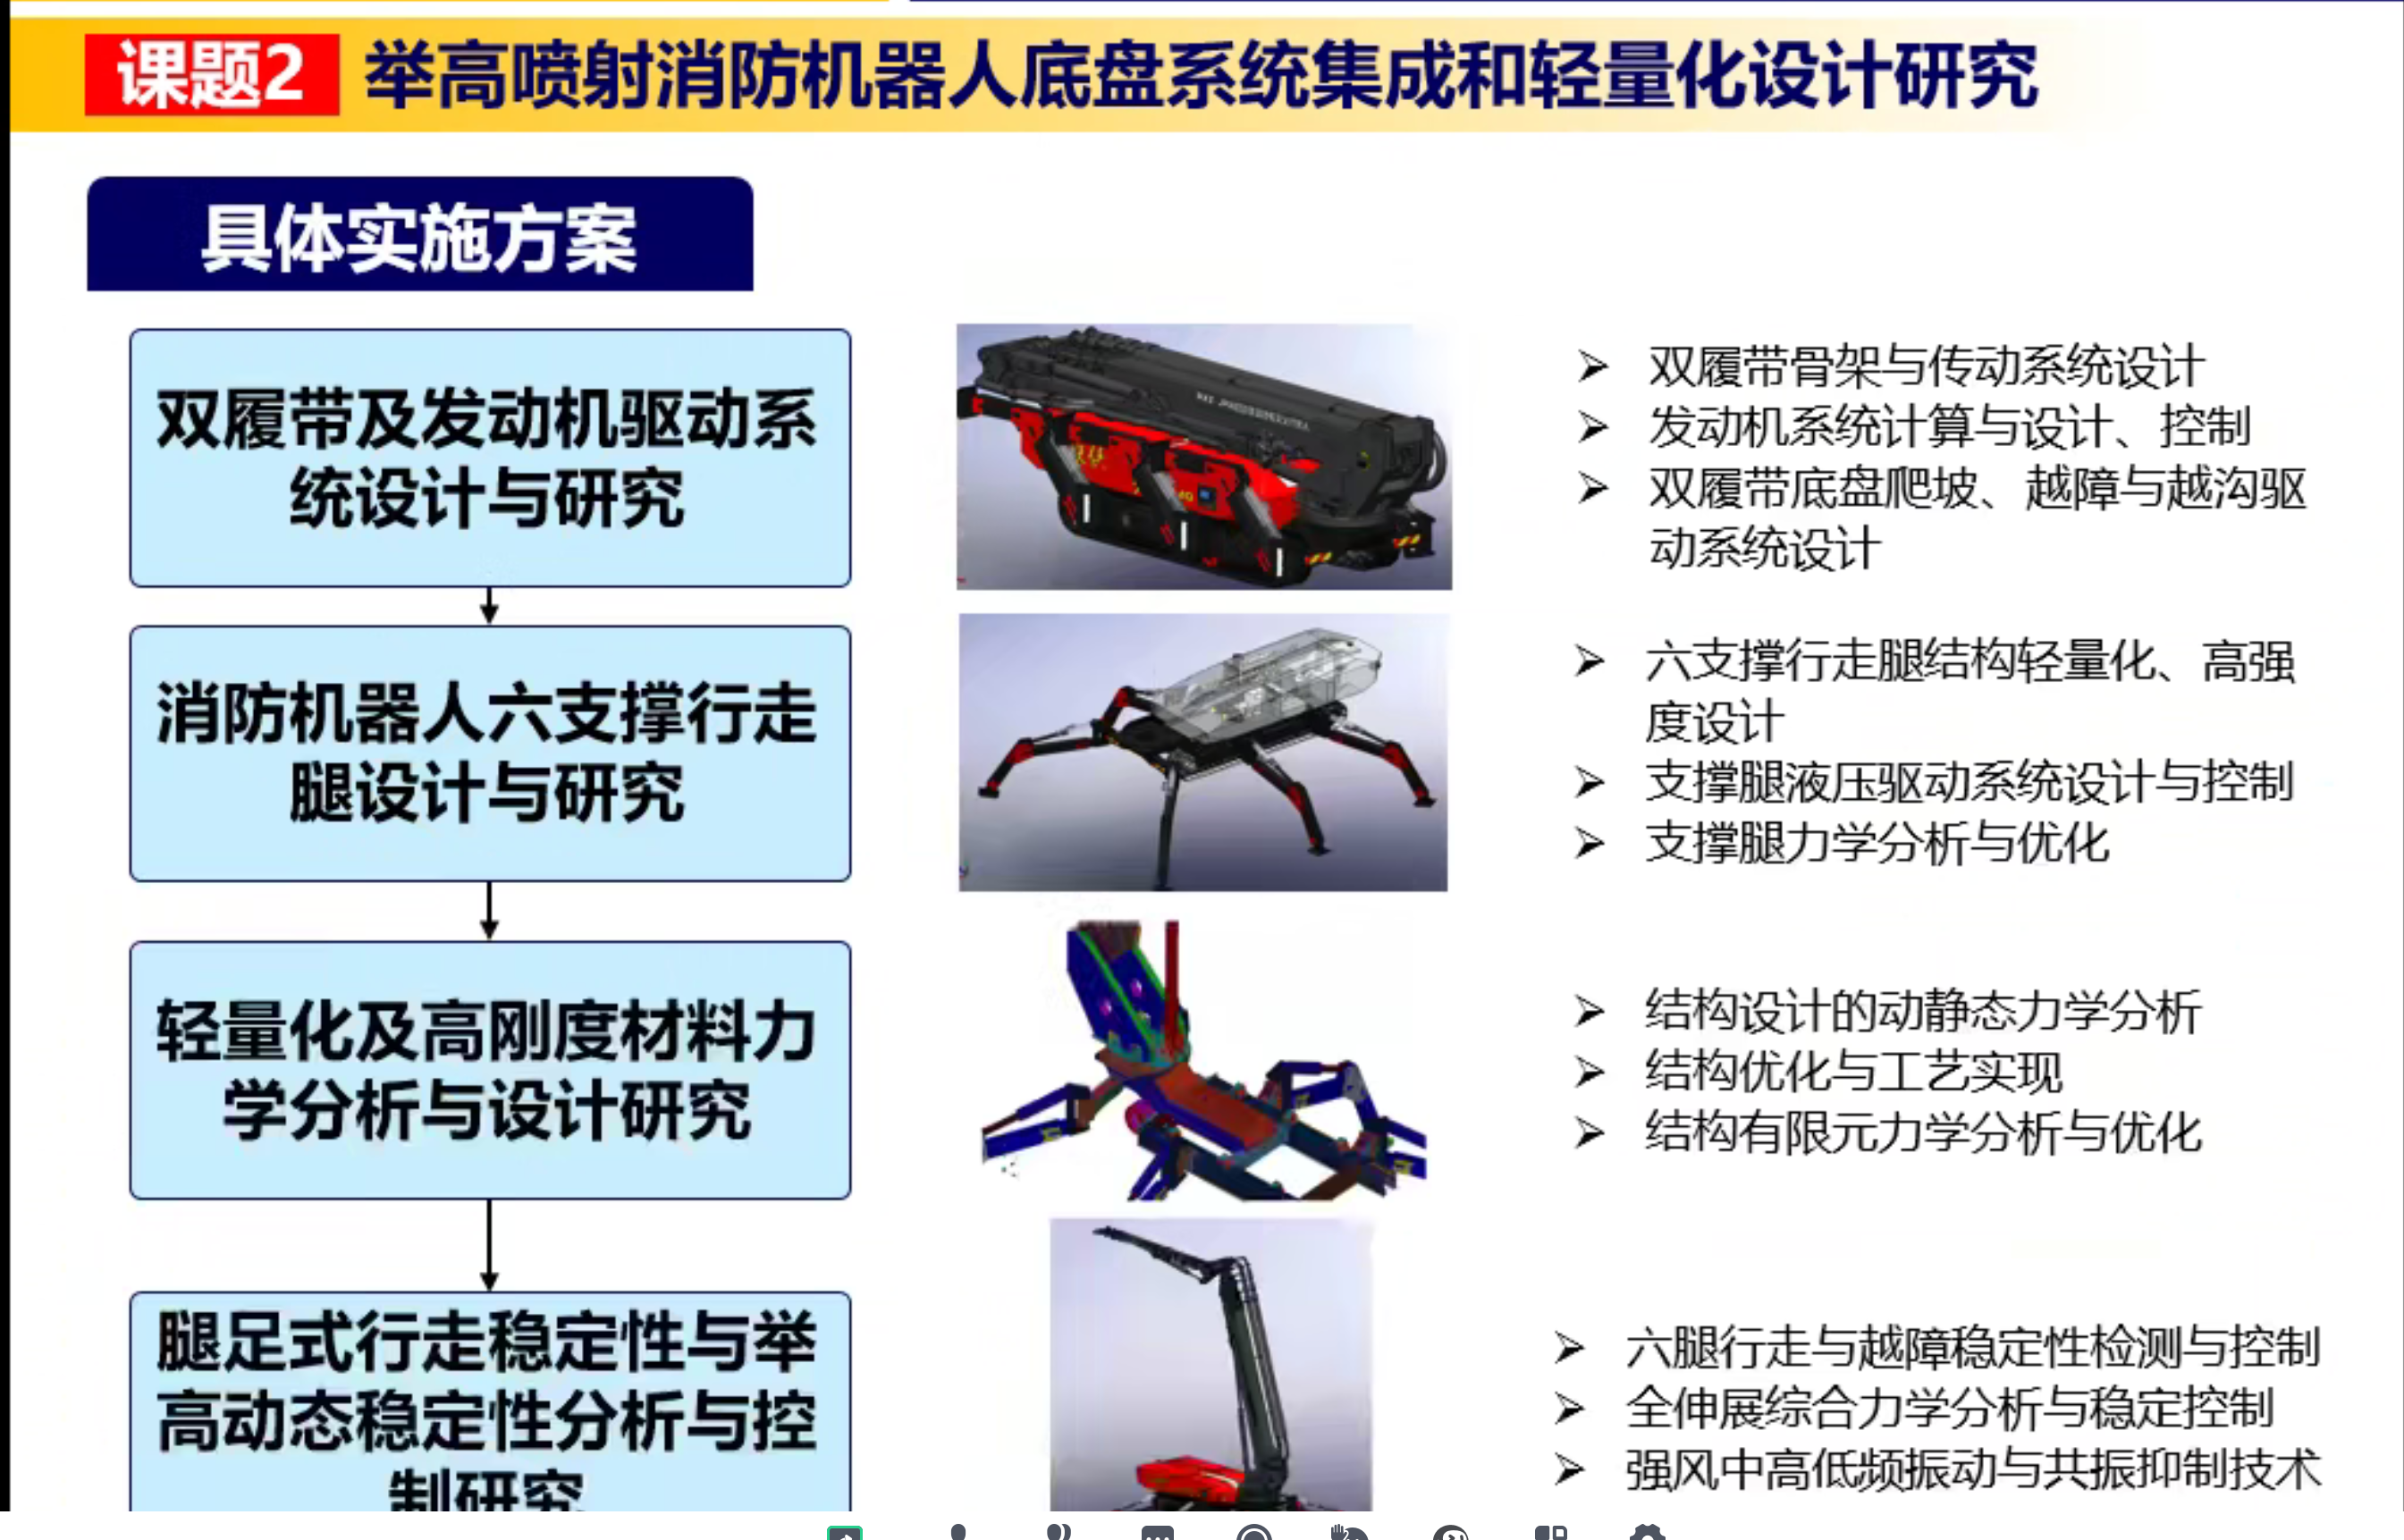 课题2 举高喷射消防机器人底盘系统集成和轻量化设计研究
具体实施方案
双履带及发动机驱动系
统设计与研究
➢ 双履带骨架与传动系统设计
➢ 发动机系统计算与设计、控制
➢ 双履带底盘爬坡、越障与越沟驱
动系统设计
消防机器人六支撑行走
腿设计与研究
➢ 六支撑行走腿结构轻量化、高强
度设计
➢ 支撑腿液压驱动系统设计与控制
➢ 支撑腿力学分析与优化
轻量化及高刚度材料力
学分析与设计研究
➢ 结构设计的动静态力学分析
➢ 结构优化与工艺实现
➢ 结构有限元力学分析与优化
腿足式行走稳定性与举
高动态稳定性分析与控
制研究
➢ 六腿行走与越障稳定性检测与控制
➢ 全伸展综合力学分析与稳定控制
➢ 强风中高低频振动与共振抑制技术